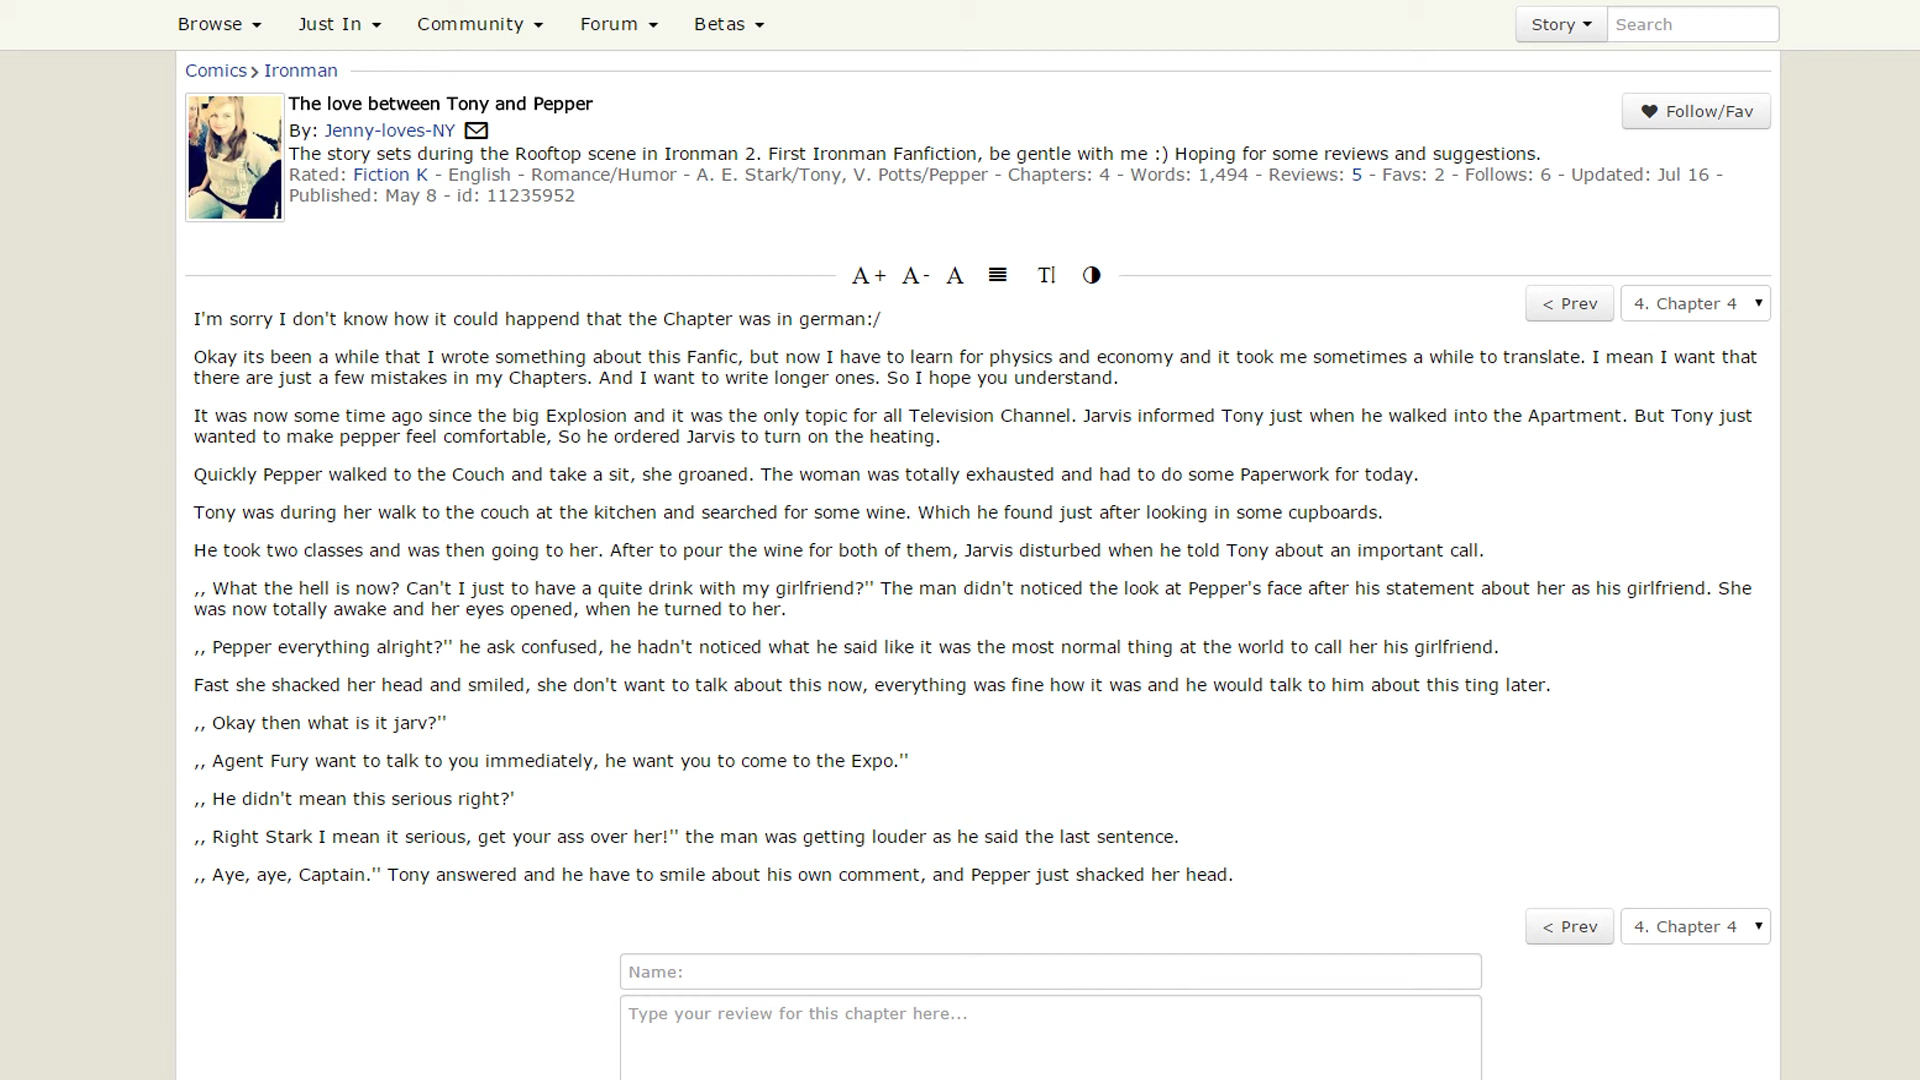 Browse Just In Community Forum Betas Story Search
Comics Ironman
The love between Tony and Pepper
Follow/Fav
By: Jenny-loves-NY
The story sets during the Rooftop scene in Ironman 2. First Ironman Fanfiction, be gentle with me :) Hoping for some reviews and suggestions.
Rated: Fiction K - English - Romance/Humor - A. E. Stark/Tony, V. Potts/Pepper - Chapters: 4 - Words: 1,494 - Reviews: 5 - Favs: 2 - Follows: 6 - Updated: Jul 16 -
Published: May 8 - id: 11235952
A+ A- A T
< Prev 4. Chapter 4
I'm sorry I don't know how it could happend that the Chapter was in german:/
Okay its been a while that I wrote something about this Fanfic, but now I have to learn for physics and economy and it took me sometimes a while to translate. I mean I want that
there are just a few mistakes in my Chapters. And I want to write longer ones. So I hope you understand.
It was now some time ago since the big Explosion and it was the only topic for all Television Channel. Jarvis informed Tony just when he walked into the Apartment. But Tony just
wanted to make pepper feel comfortable, So he ordered Jarvis to turn on the heating.
Quickly Pepper walked to the Couch and take a sit, she groaned. The woman was totally exhausted and had to do some Paperwork for today.
Tony was during her walk to the couch at the kitchen and searched for some wine. Which he found just after looking in some cupboards.
He took two classes and was then going to her. After to pour the wine for both of them, Jarvis disturbed when he told Tony about an important call.
,, What the hell is now? Can't I just to have a quite drink with my girlfriend?'' The man didn't noticed the look at Pepper's face after his statement about her as his girlfriend. She
was now totally awake and her eyes opened, when he turned to her.
,, Pepper everything alright?'' he ask confused, he hadn't noticed what he said like it was the most normal thing at the world to call her his girlfriend.
Fast she shacked her head and smiled, she don't want to talk about this now, everything was fine how it was and he would talk to him about this ting later.
,, Okay then what is it jarv?''
,, Agent Fury want to talk to you immediately, he want you to come to the Expo.''
,, He didn't mean this serious right?'
,, Right Stark I mean it serious, get your ass over her!'' the man was getting louder as he said the last sentence.
,, Aye, aye, Captain.'' Tony answered and he have to smile about his own comment, and Pepper just shacked her head.
< Prev 4. Chapter 4
Name:
Type your review for this chapter here...